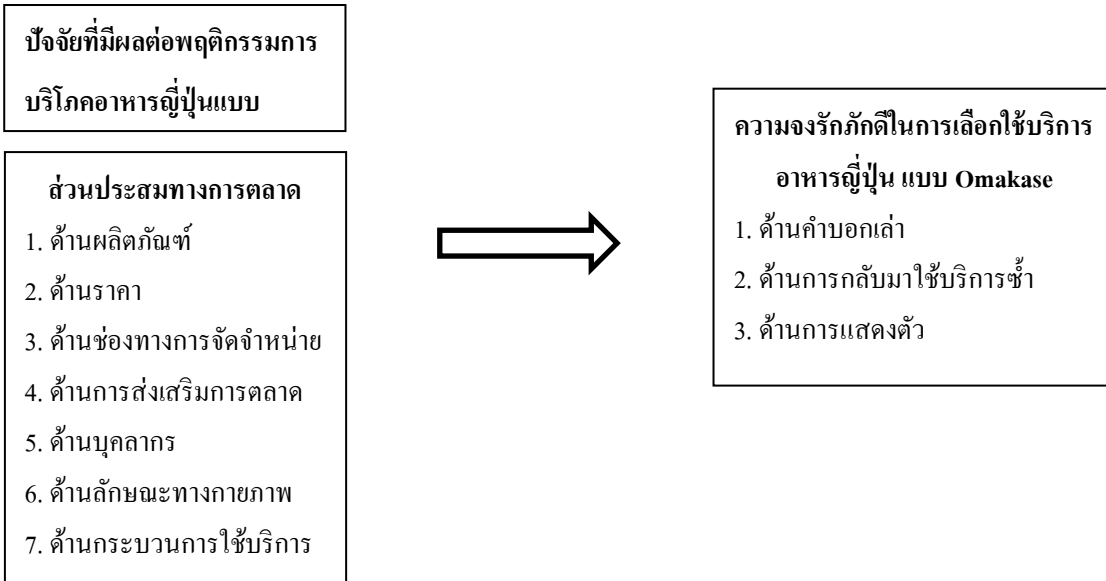 ปัจจัยที่มีผลต่อพฤติกรรมการ
บริโภคอาหารญี่ปุ่นแบบ
ส่วนประสมทางการตลาด
1. ด้านผลิตภัณฑ์
2. ด้านราคา
3. ด้านช่องทางการจัดจำหน่าย
4. ด้านการส่งเสริมการตลาด
5. ด้านบุคลากร
6. ด้านลักษณะทางกายภาพ
7. ด้านกระบวนการใช้บริการ
ความจงรักภักดีในการเลือกใช้บริการ
อาหารญี่ปุ่น แบบ Omakase
1. ด้านคำบอกเล่า
2. ด้านการกลับมาใช้บริการซ้ำ
3. ด้านการแสดงตัว